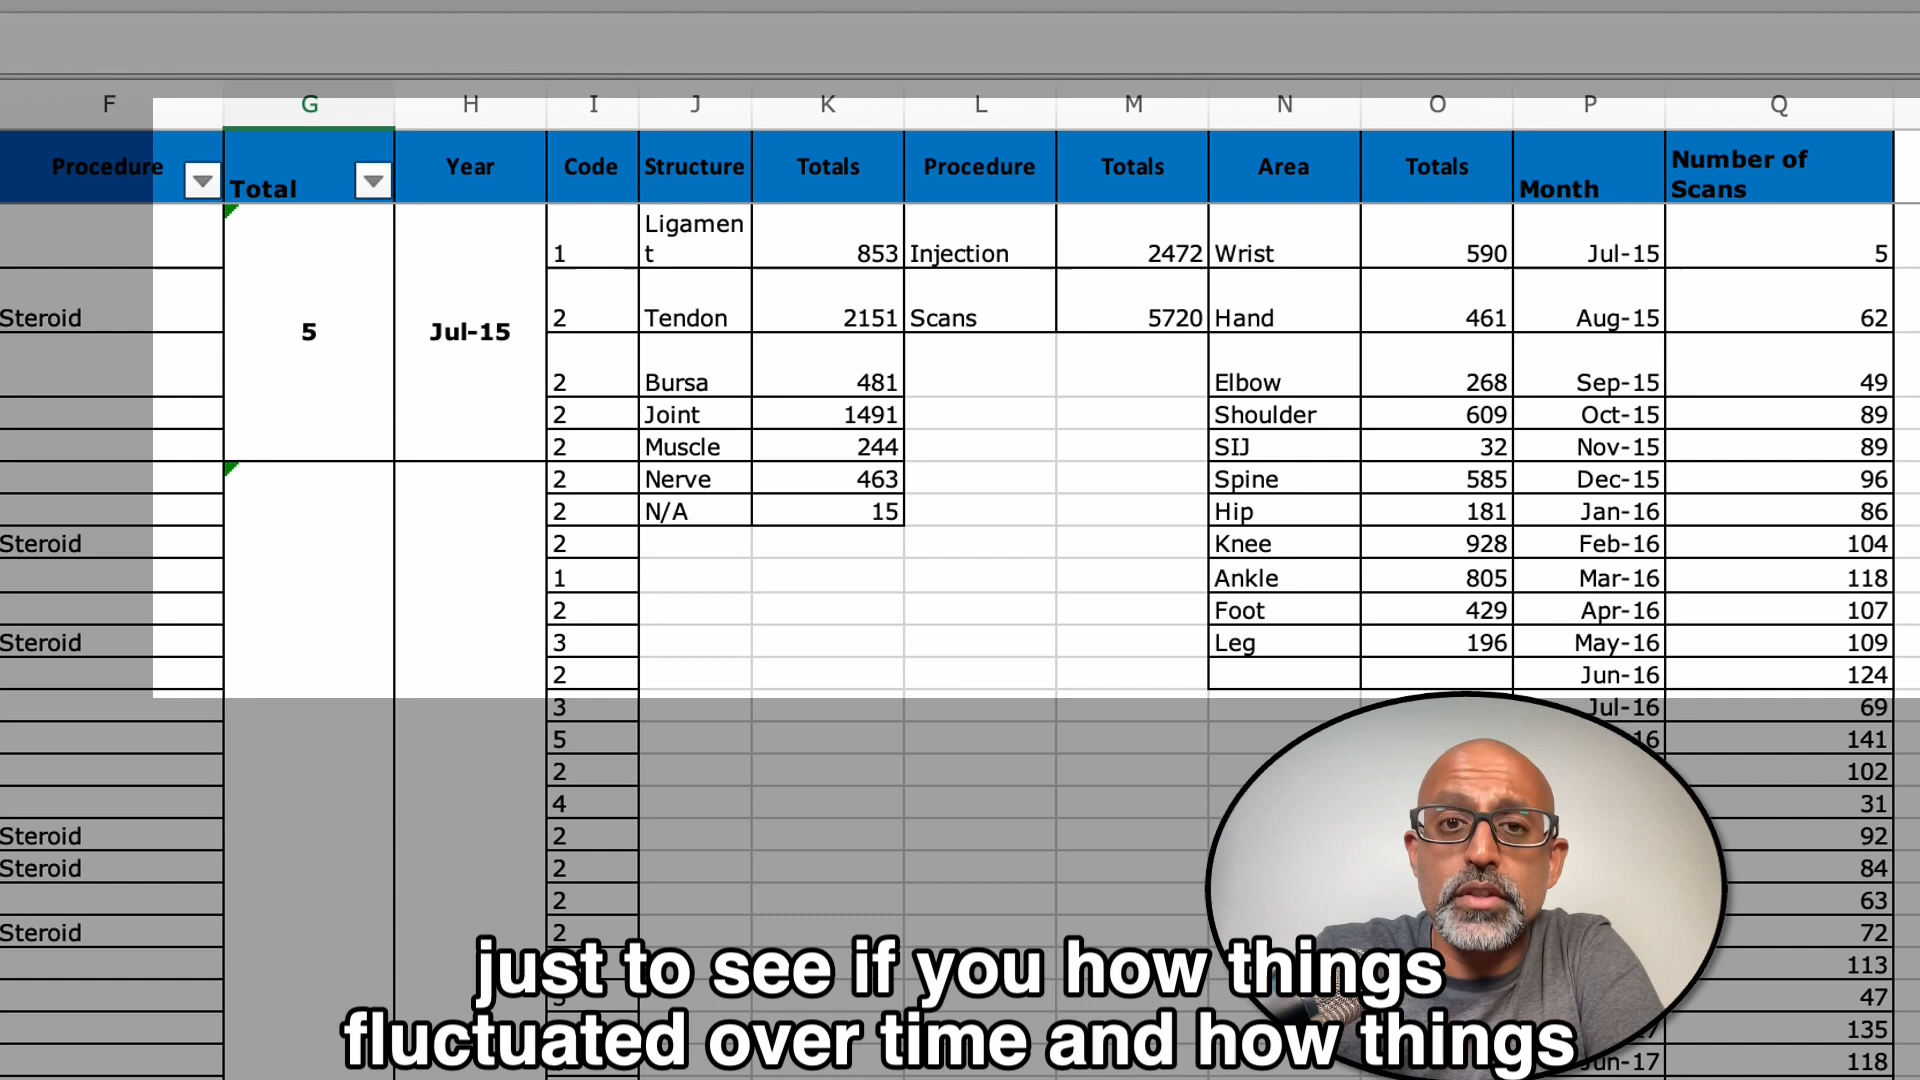 F G H I J K L M N O P Q
Procedure Total Year Code Structure Totals Procedure Totals Area Totals Month Number of Scans
1 Ligament 853 Injection 2472 Wrist 590 Jul-15 5
Steroid 5 Jul-15 2 Tendon 2151 Scans 5720 Hand 461 Aug-15 62
2 Bursa 481 Elbow 268 Sep-15 49
2 Joint 1491 Shoulder 609 Oct-15 89
2 Muscle 244 SIJ 32 Nov-15 89
2 Nerve 463 Spine 585 Dec-15 96
2 N/A 15 Hip 181 Jan-16 86
Steroid 2 Knee 928 Feb-16 104
1 Ankle 805 Mar-16 118
2 Foot 429 Apr-16 107
Steroid 3 Leg 196 May-16 109
2 Jun-16 124
3 Jul-16 69
5 16 141
2 102
4 31
Steroid 2 92
Steroid 2 84
2 63
Steroid 2 72
113
47
135
un-17 118
just to see if you how things
fluctuated over time and how things